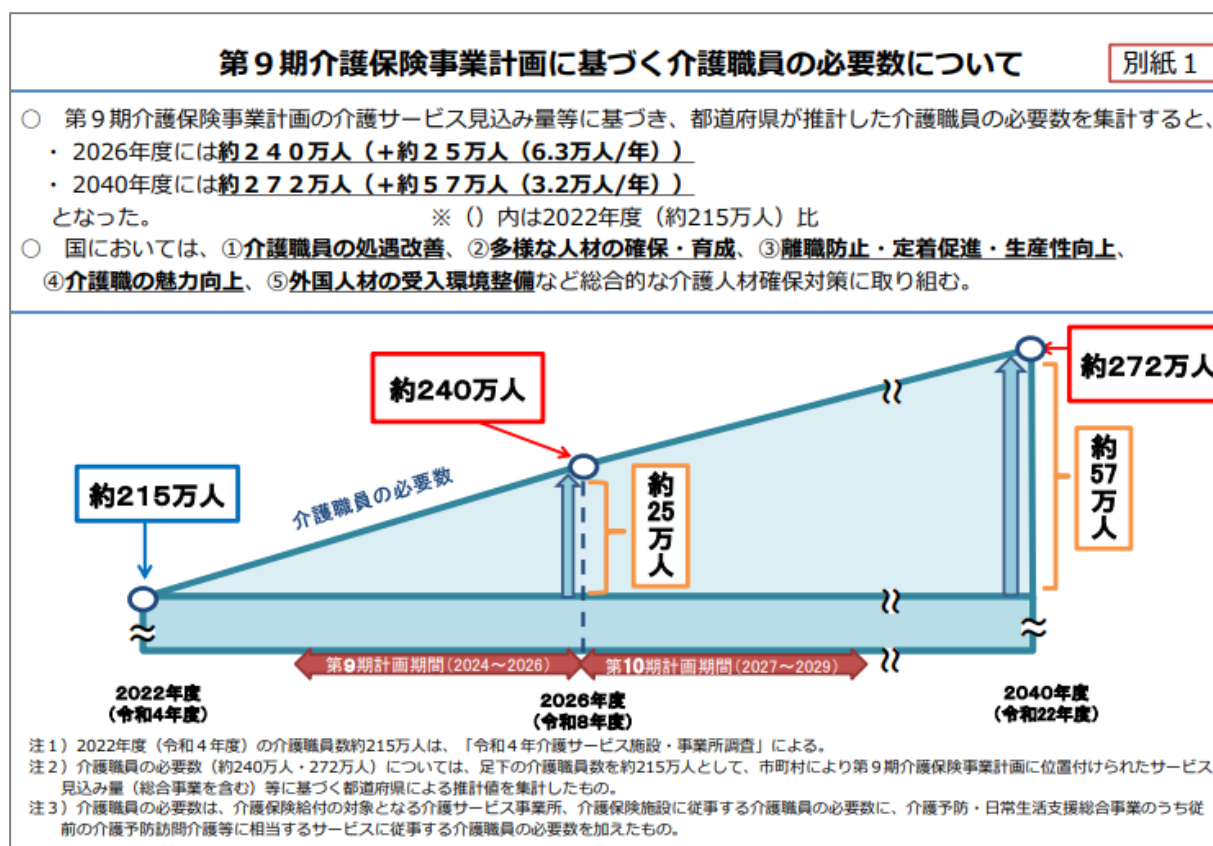 第９期介護保険事業計画に基づく介護職員の必要数について
別紙１
○ 第９期介護保険事業計画の介護サービス見込み量等に基づき、都道府県が推計した介護職員の必要数を集計すると、
・ 2026年度には約２４０万人（＋約２５万人（6.3万人/年））
・ 2040年度には約２７２万人（＋約５７万人（3.2万人/年））
となった。 ※（）内は2022年度（約215万人）比
○ 国においては、①介護職員の処遇改善、②多様な人材の確保・育成、③離職防止・定着促進・生産性向上、
④介護職の魅力向上、⑤外国人材の受入環境整備など総合的な介護人材確保対策に取り組む。
約215万人
介護職員の必要数
約240万人
約25万人
約272万人
約57万人
第9期計画期間（2024～2026）
第10期計画期間（2027～2029）
2022年度
（令和4年度）
2026年度
（令和8年度）
2040年度
（令和22年度）
注１）2022年度（令和４年度）の介護職員数約215万人は、「令和４年介護サービス施設・事業所調査」による。
注２）介護職員の必要数（約240万人・272万人）については、足下の介護職員数を約215万人として、市町村により第９期介護保険事業計画に位置付けられたサービス
見込み量（総合事業を含む）等に基づく都道府県による推計値を集計したもの。
注３）介護職員の必要数は、介護保険給付の対象となる介護サービス事業所、介護保険施設に従事する介護職員の必要数に、介護予防・日常生活支援総合事業のうち従
前の介護予防訪問介護等に相当するサービスに従事する介護職員の必要数を加えたもの。